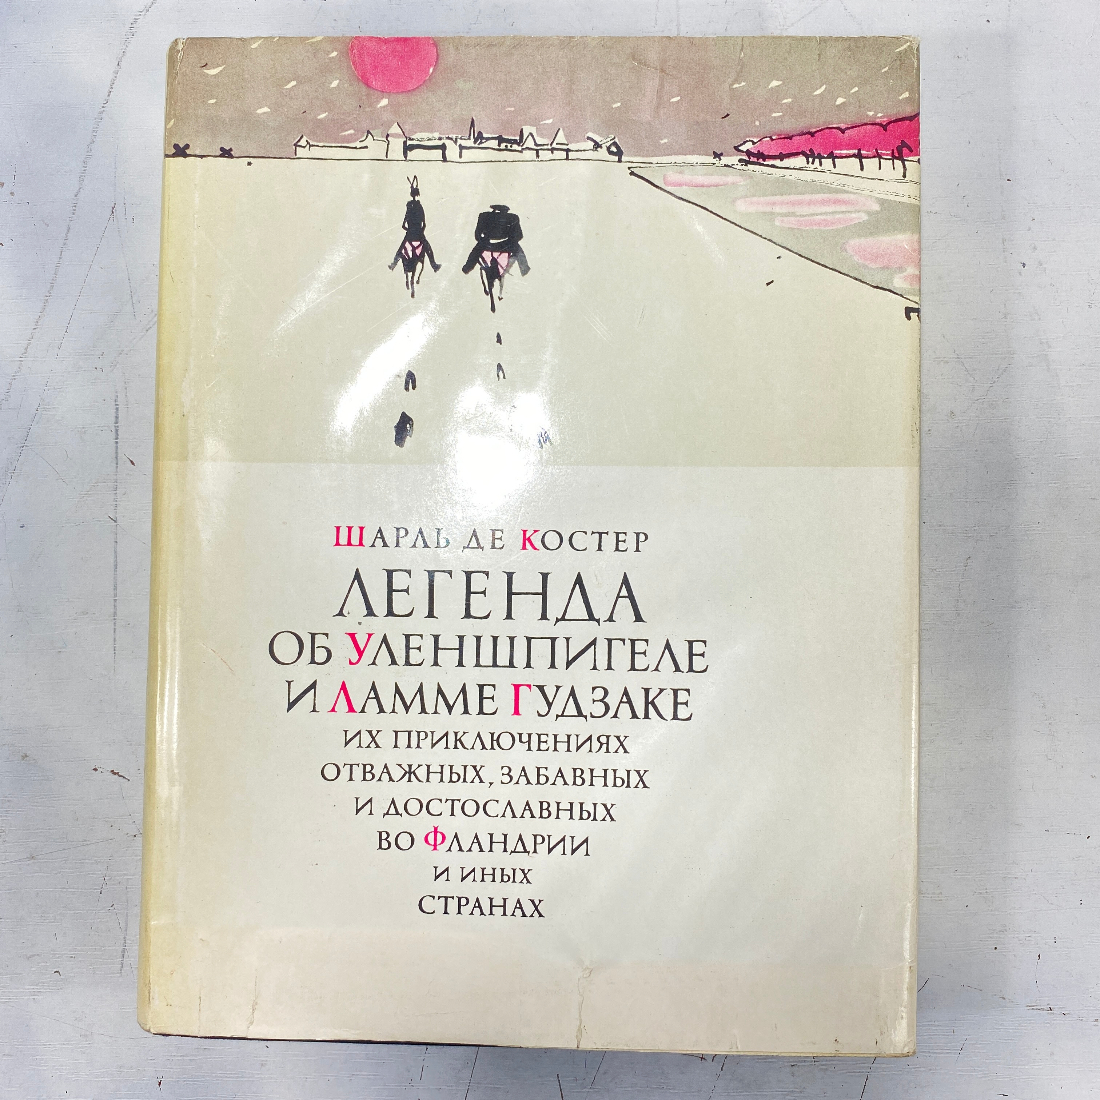 ШАРЛЬ ДЕ КОСТЕР
ЛЕГЕНДА
ОБ УЛЕНШПИГЕЛЕ
И ЛАММЕ ГУДЗАКЕ
ИХ ПРИКЛЮЧЕНИЯХ
ОТВАЖНЫХ, ЗАБАВНЫХ
И ДОСТОСЛАВНЫХ
ВО ФЛАНДРИИ
И ИНЫХ
СТРАНАХ